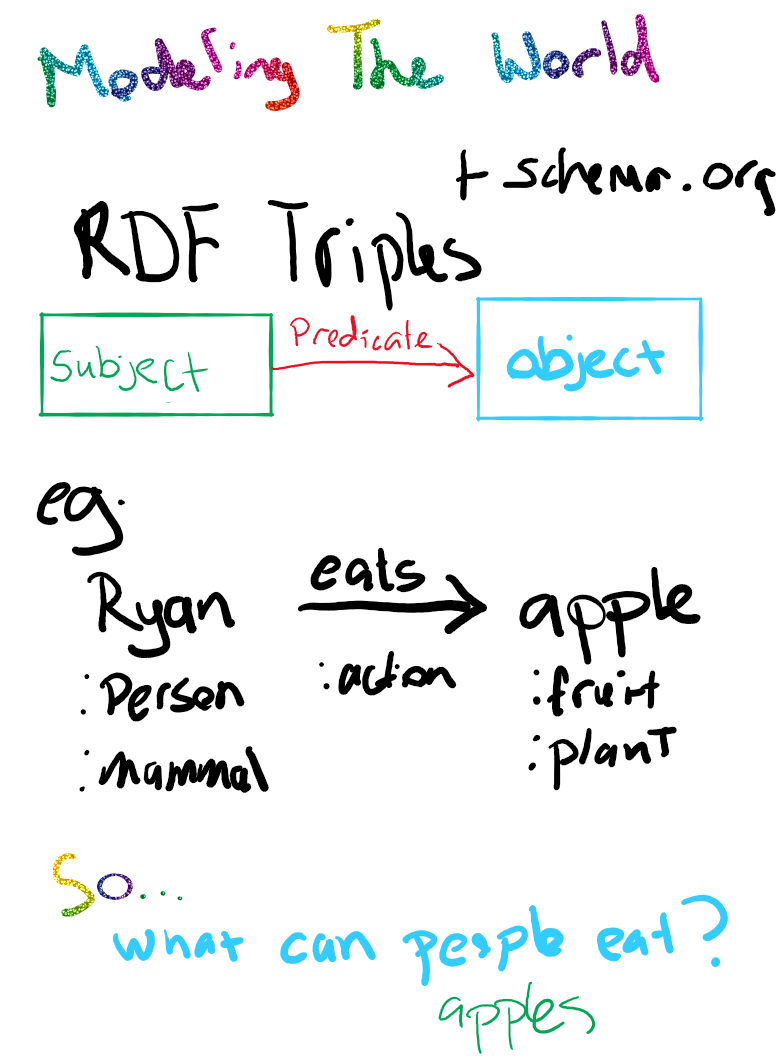 Modeling The World
+ schema.org
RDF Triples
Subject Predicate object
eg.
Ryan eats apple
:Person :action :fruit
:mammal :plant
So...
what can people eat?
apples